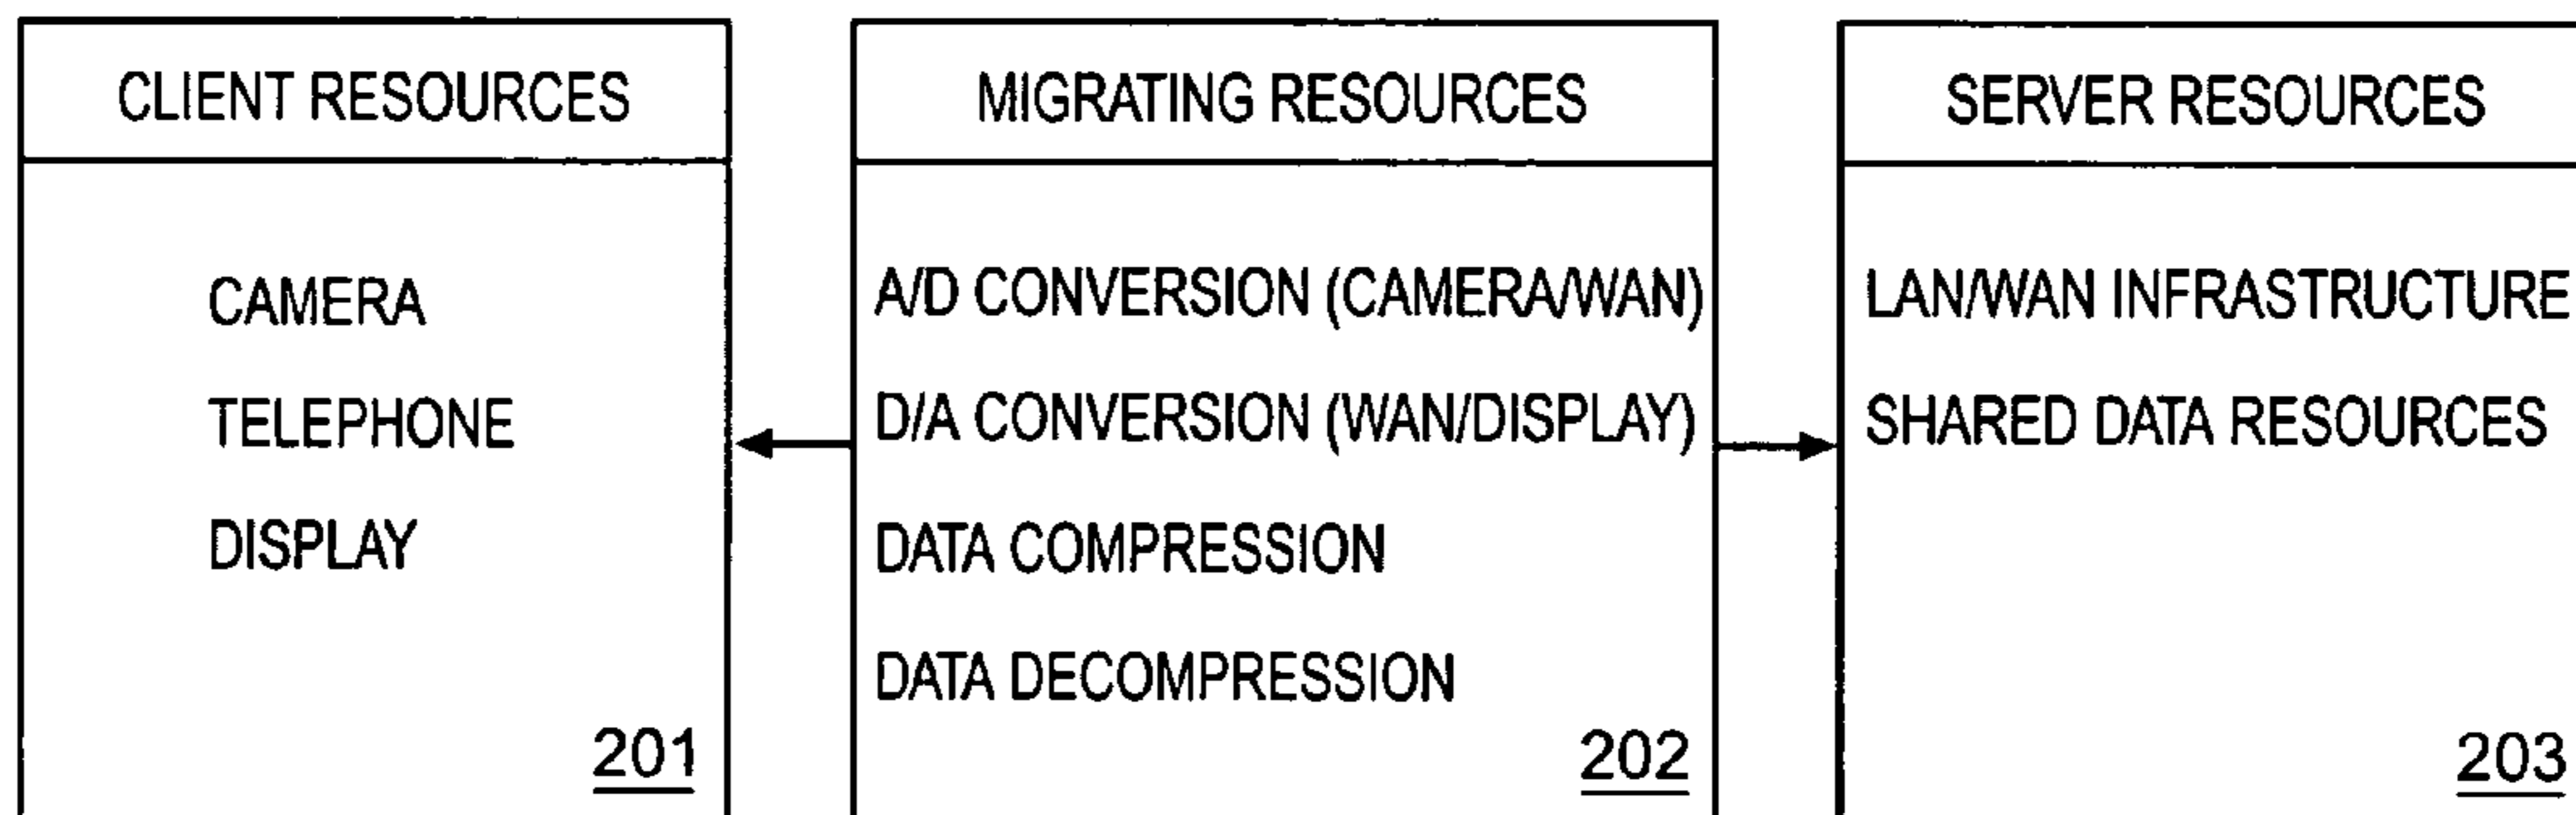 CLIENT RESOURCES
CAMERA
TELEPHONE
DISPLAY
201
MIGRATING RESOURCES
A/D CONVERSION (CAMERA/WAN)
D/A CONVERSION (WAN/DISPLAY)
DATA COMPRESSION
DATA DECOMPRESSION
202
SERVER RESOURCES
LAN/WAN INFRASTRUCTURE
SHARED DATA RESOURCES
203